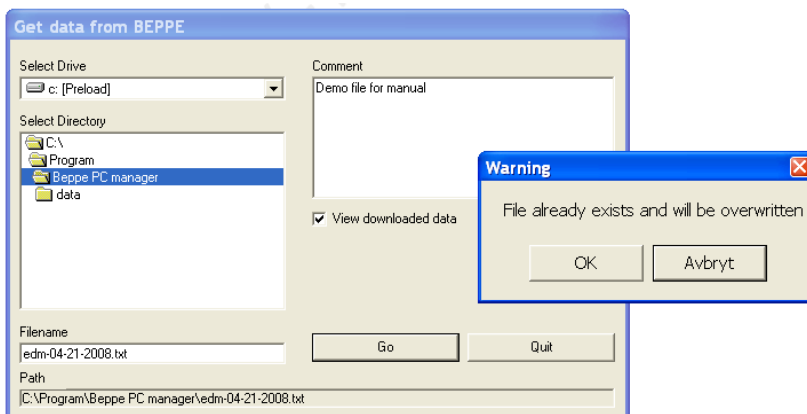 Get data from BEPPE
Select Drive
c: [Preload]
Select Directory
C:\
Program
Beppe PC manager
data
Comment
Demo file for manual
View downloaded data
Filename
edm-04-21-2008.txt
Go
Quit
Path
C:\Program\Beppe PC manager\edm-04-21-2008.txt
Warning
File already exists and will be overwritten
OK
Avbryt